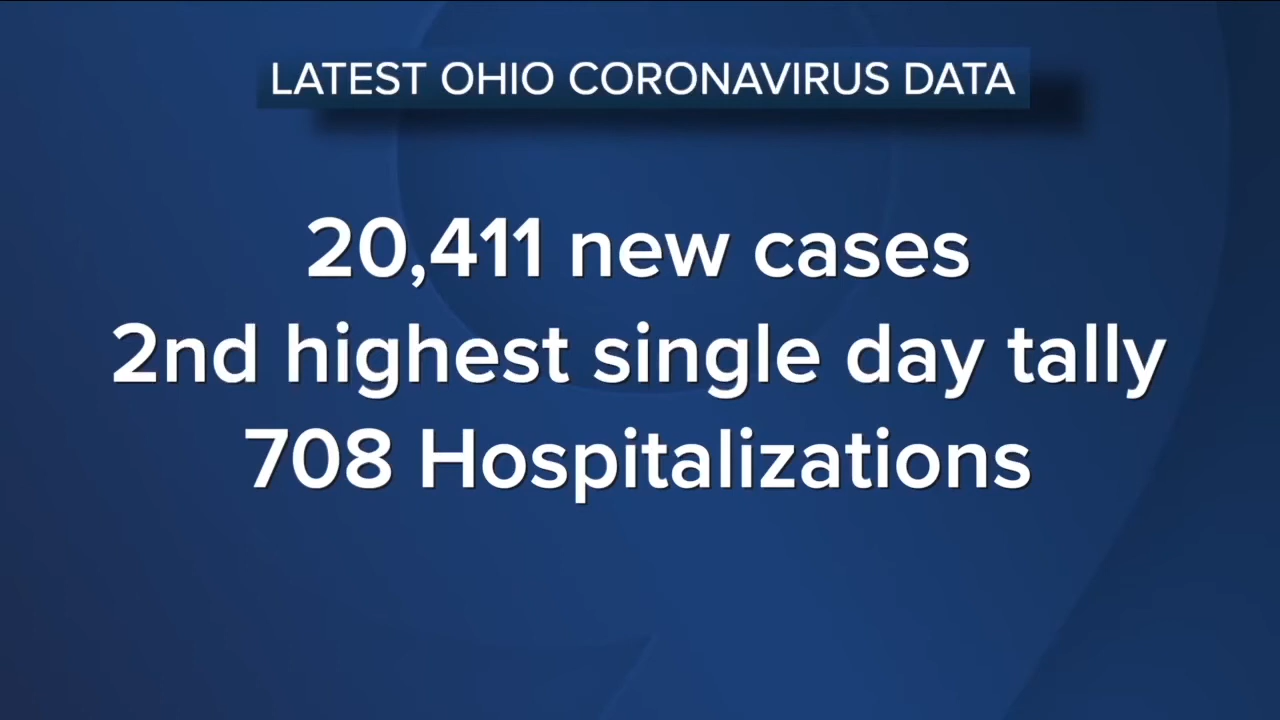 LATEST OHIO CORONAVIRUS DATA
20,411 new cases
2nd highest single day tally
708 Hospitalizations